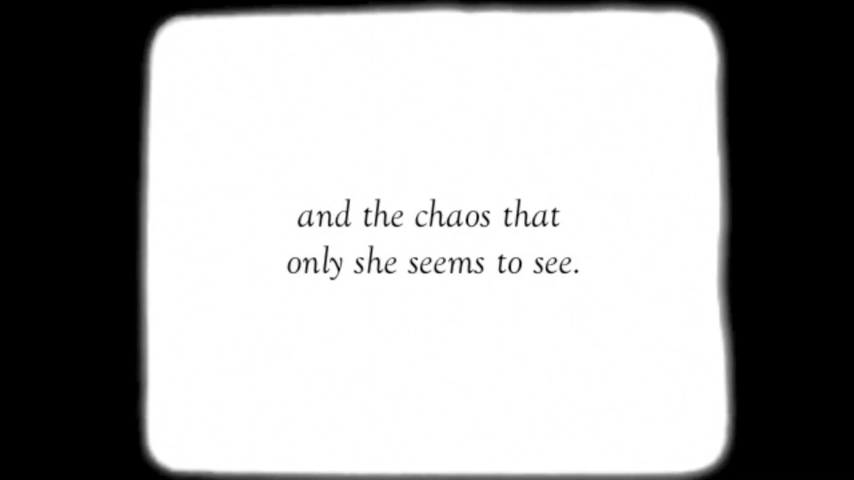 and the chaos that
only she seems to see.